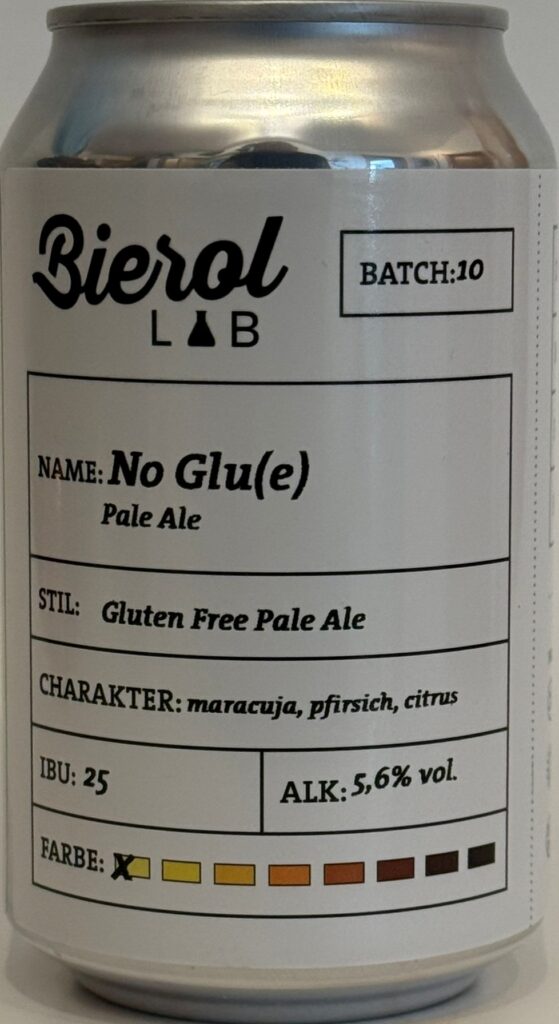 Bierol
LAB
BATCH: 10
NAME: No Glu(e)
Pale Ale
STIL: Gluten Free Pale Ale
CHARAKTER: maracuja, pfirsich, citrus
IBU: 25
ALK: 5,6% vol.
FARBE: X